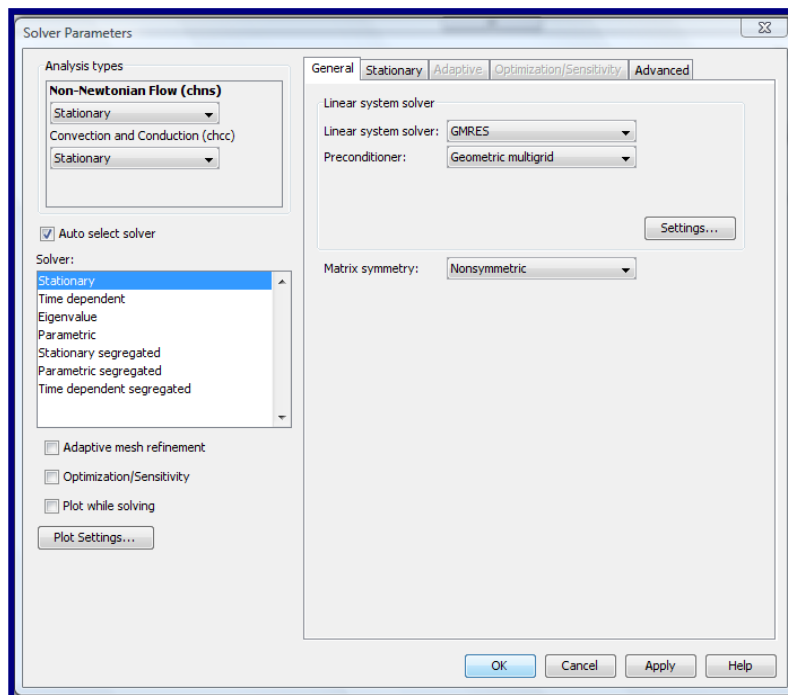 Solver Parameters
Analysis types
Non-Newtonian Flow (chns)
Stationary
Convection and Conduction (chcc)
Stationary
Auto select solver
Solver:
Stationary
Time dependent
Eigenvalue
Parametric
Stationary segregated
Parametric segregated
Time dependent segregated
Adaptive mesh refinement
Optimization/Sensitivity
Plot while solving
Plot Settings...
General Stationary Adaptive Optimization/Sensitivity Advanced
Linear system solver
Linear system solver: GMRES
Preconditioner: Geometric multigrid
Settings...
Matrix symmetry: Nonsymmetric
OK Cancel Apply Help